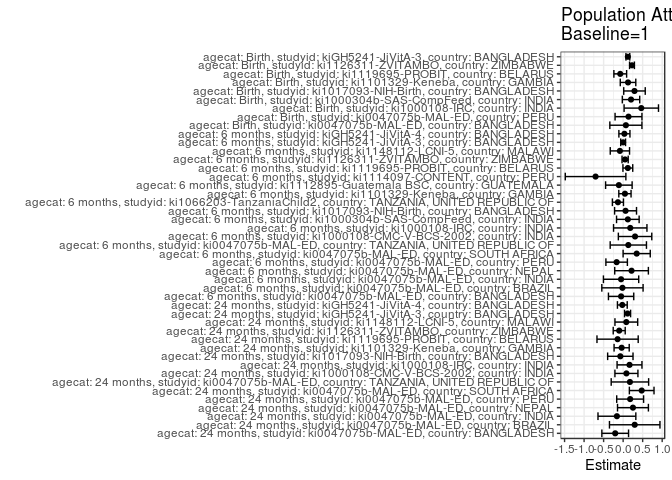 Population Att
Baseline=1
agecat: Birth, studyid: kiGH5241-JiVitA-3, country: BANGLADESH
agecat: Birth, studyid: ki1126311-ZVITAMBO, country: ZIMBABWE
agecat: Birth, studyid: ki1119695-PROBIT, country: BELARUS
agecat: Birth, studyid: ki1101329-Keneba, country: GAMBIA
agecat: Birth, studyid: ki1017093-NIH-Birth, country: BANGLADESH
agecat: Birth, studyid: ki1000304b-SAS-CompFeed, country: INDIA
agecat: Birth, studyid: ki1000108-IRC, country: INDIA
agecat: Birth, studyid: ki0047075b-MAL-ED, country: PERU
agecat: Birth, studyid: ki0047075b-MAL-ED, country: BANGLADESH
agecat: 6 months, studyid: kiGH5241-JiVitA-4, country: BANGLADESH
agecat: 6 months, studyid: kiGH5241-JiVitA-3, country: BANGLADESH
agecat: 6 months, studyid: ki1148112-LCNI-5, country: MALAWI
agecat: 6 months, studyid: ki1126311-ZVITAMBO, country: ZIMBABWE
agecat: 6 months, studyid: ki1119695-PROBIT, country: BELARUS
agecat: 6 months, studyid: ki1114097-CONTENT, country: PERU
agecat: 6 months, studyid: ki1112895-Guatemala BSC, country: GUATEMALA
agecat: 6 months, studyid: ki1101329-Keneba, country: GAMBIA
agecat: 6 months, studyid: ki1066203-TanzaniaChild2, country: TANZANIA, UNITED REPUBLIC OF
agecat: 6 months, studyid: ki1017093-NIH-Birth, country: BANGLADESH
agecat: 6 months, studyid: ki1000304b-SAS-CompFeed, country: INDIA
agecat: 6 months, studyid: ki1000108-IRC, country: INDIA
agecat: 6 months, studyid: ki1000108-CMC-V-BCS-2002, country: INDIA
agecat: 6 months, studyid: ki0047075b-MAL-ED, country: TANZANIA, UNITED REPUBLIC OF
agecat: 6 months, studyid: ki0047075b-MAL-ED, country: SOUTH AFRICA
agecat: 6 months, studyid: ki0047075b-MAL-ED, country: PERU
agecat: 6 months, studyid: ki0047075b-MAL-ED, country: NEPAL
agecat: 6 months, studyid: ki0047075b-MAL-ED, country: INDIA
agecat: 6 months, studyid: ki0047075b-MAL-ED, country: BRAZIL
agecat: 6 months, studyid: ki0047075b-MAL-ED, country: BANGLADESH
agecat: 24 months, studyid: kiGH5241-JiVitA-4, country: BANGLADESH
agecat: 24 months, studyid: kiGH5241-JiVitA-3, country: BANGLADESH
agecat: 24 months, studyid: ki1148112-LCNI-5, country: MALAWI
agecat: 24 months, studyid: ki1126311-ZVITAMBO, country: ZIMBABWE
agecat: 24 months, studyid: ki1119695-PROBIT, country: BELARUS
agecat: 24 months, studyid: ki1101329-Keneba, country: GAMBIA
agecat: 24 months, studyid: ki1017093-NIH-Birth, country: BANGLADESH
agecat: 24 months, studyid: ki1000108-IRC, country: INDIA
agecat: 24 months, studyid: ki1000108-CMC-V-BCS-2002, country: INDIA
agecat: 24 months, studyid: ki0047075b-MAL-ED, country: TANZANIA, UNITED REPUBLIC OF
agecat: 24 months, studyid: ki0047075b-MAL-ED, country: SOUTH AFRICA
agecat: 24 months, studyid: ki0047075b-MAL-ED, country: PERU
agecat: 24 months, studyid: ki0047075b-MAL-ED, country: NEPAL
agecat: 24 months, studyid: ki0047075b-MAL-ED, country: INDIA
agecat: 24 months, studyid: ki0047075b-MAL-ED, country: BRAZIL
agecat: 24 months, studyid: ki0047075b-MAL-ED, country: BANGLADESH
-1.5 -1.0 -0.5 0.0 0.5 1.0
Estimate